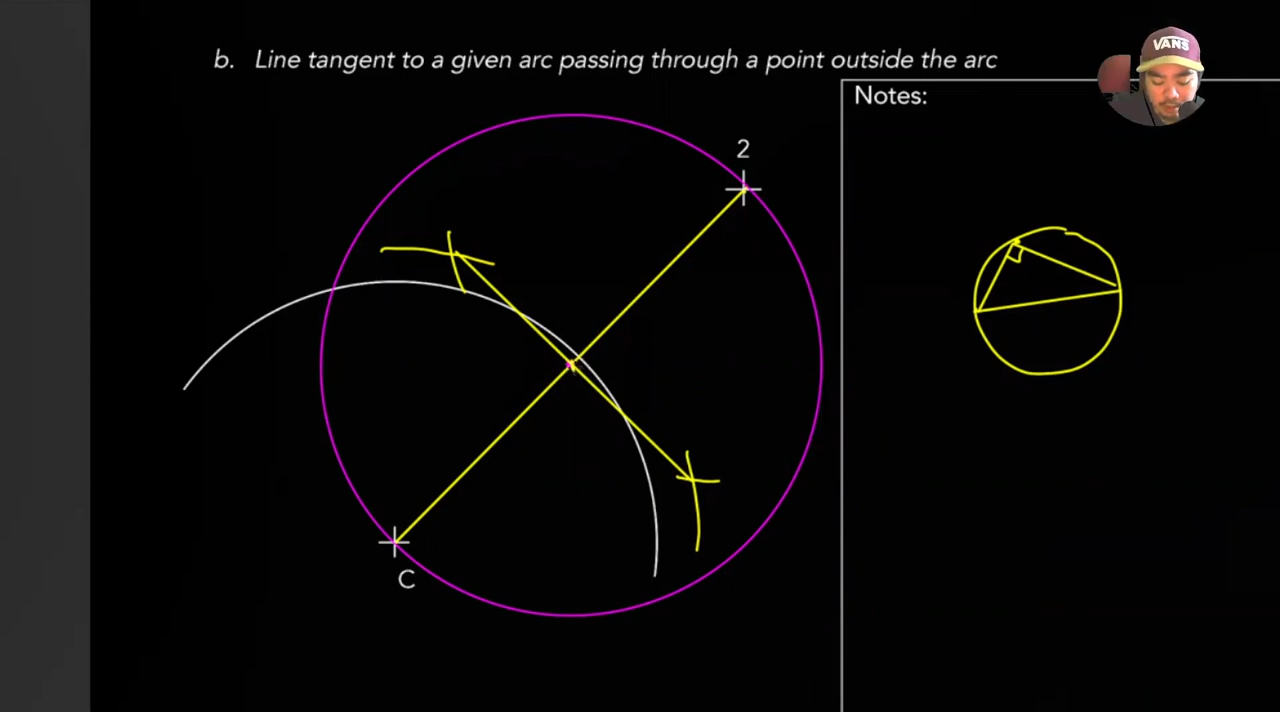 b. Line tangent to a given arc passing through a point outside the arc
Notes:
VANS
2
C